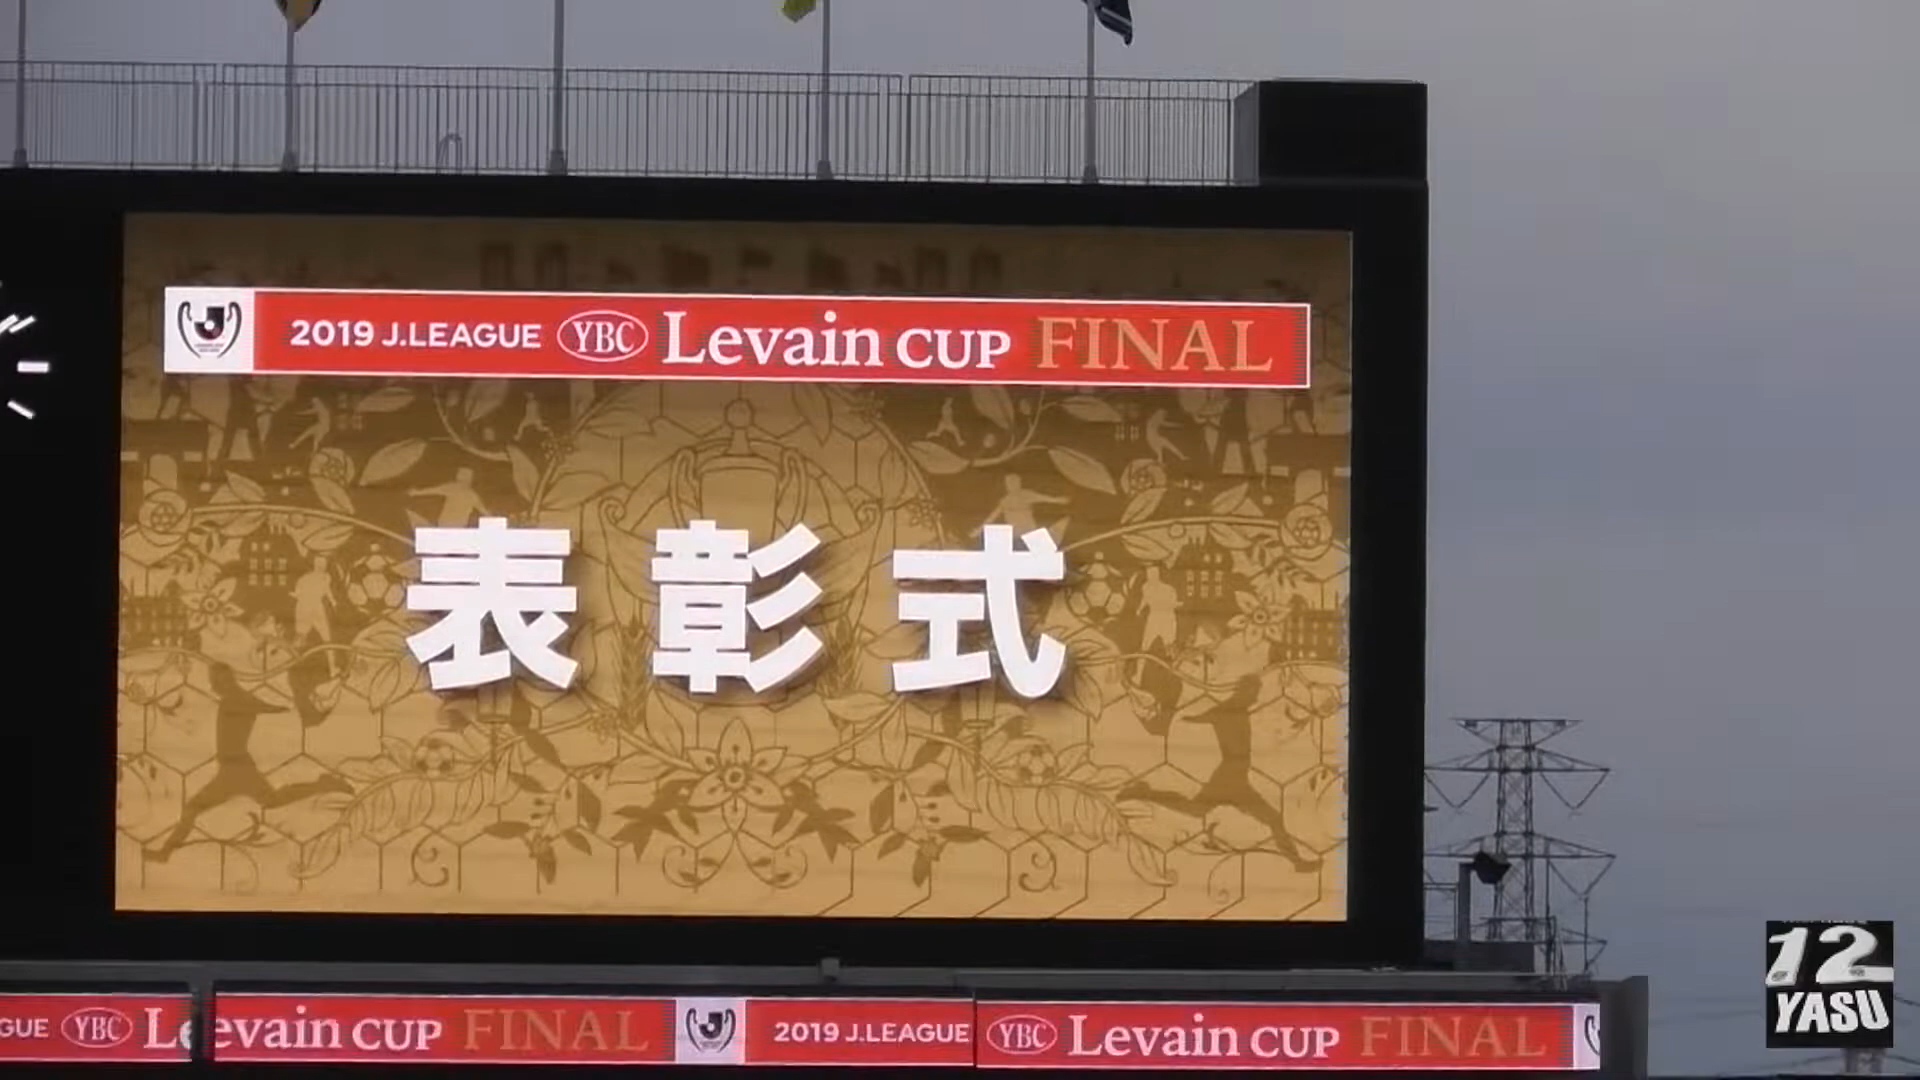 2019 J.LEAGUE YBC Levain CUP FINAL
表彰式
GUE YBC Le evain CUP FINAL 2019 J.LEAGUE YBC Levain CUP FINAL
12
YASU